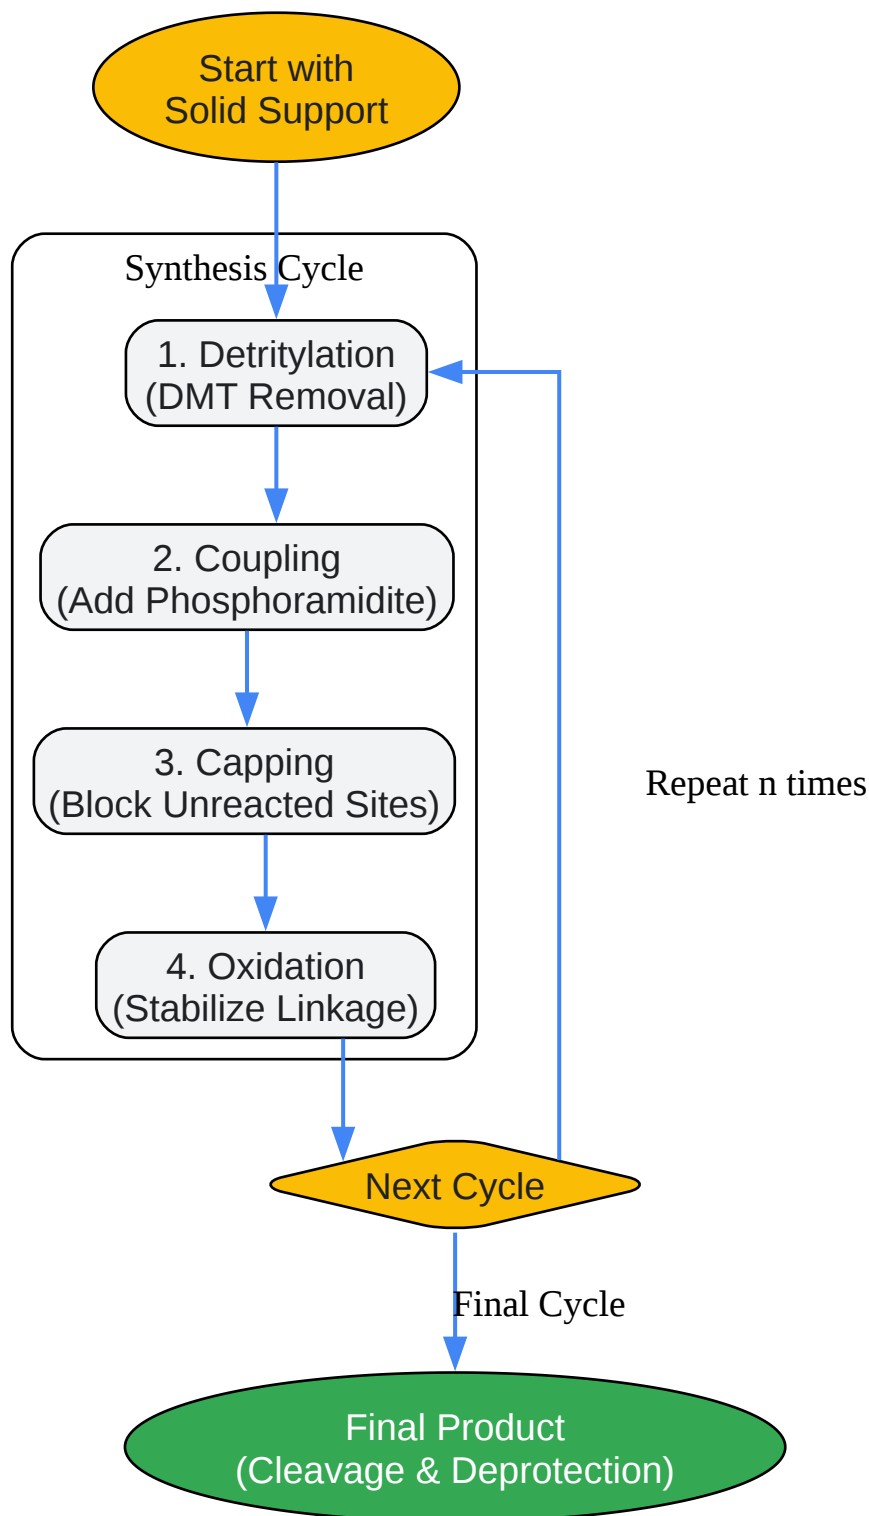 Start with
Solid Support
Synthesis Cycle
1. Detritylation
(DMT Removal)
2. Coupling
(Add Phosphoramidite)
3. Capping
(Block Unreacted Sites)
Repeat n times
4. Oxidation
(Stabilize Linkage)
Next Cycle
Final Cycle
Final Product
(Cleavage & Deprotection)